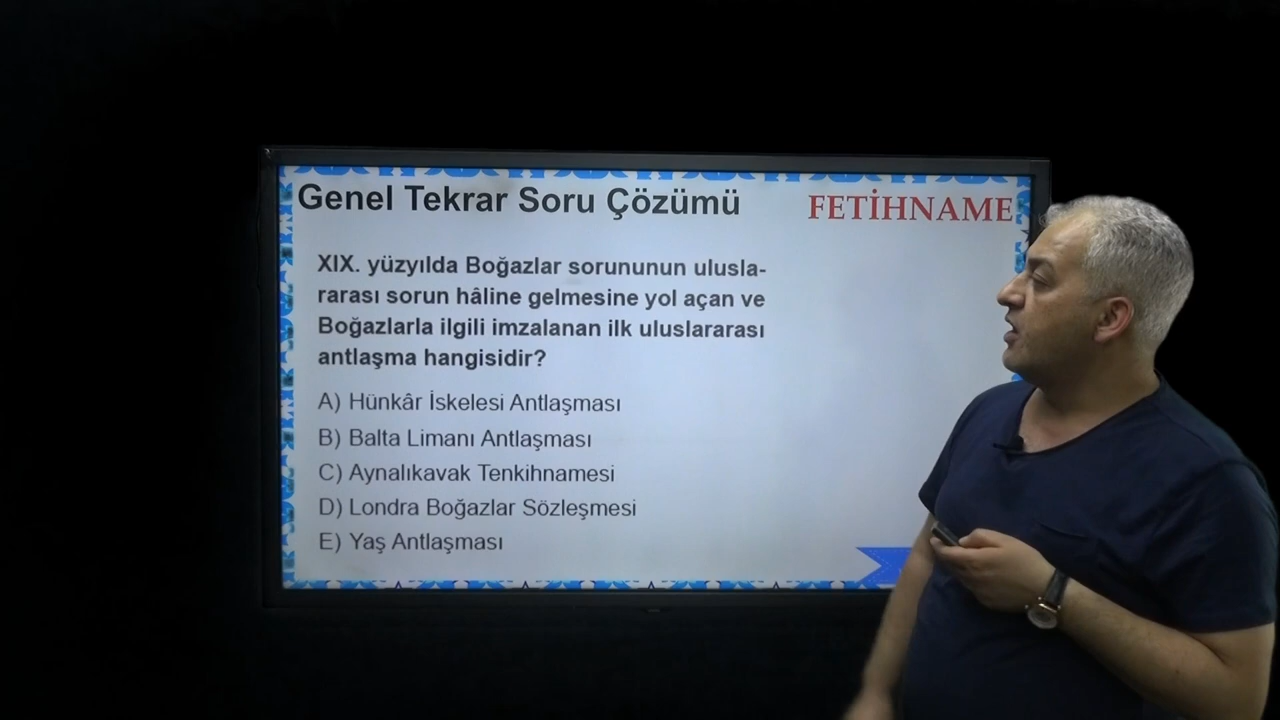 Genel Tekrar Soru Çözümü
FETİHNAME
XIX. yüzyılda Boğazlar sorununun ulusla-
rarası sorun hâline gelmesine yol açan ve
Boğazlarla ilgili imzalanan ilk uluslararası
antlaşma hangisidir?
A) Hünkâr İskelesi Antlaşması
B) Balta Limanı Antlaşması
C) Aynalıkavak Tenkihnamesi
D) Londra Boğazlar Sözleşmesi
E) Yaş Antlaşması